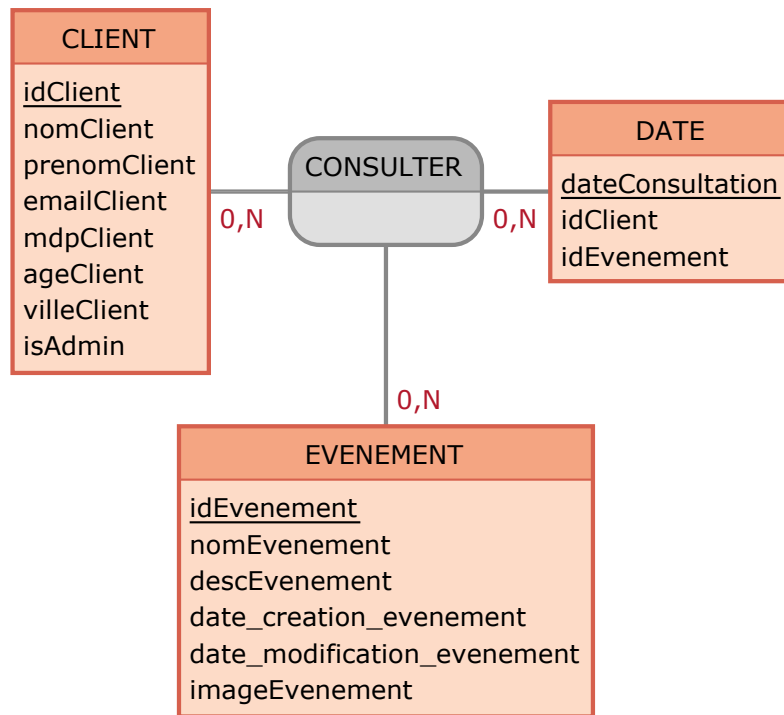 CLIENT
idClient
nomClient
prenomClient
emailClient
mdpClient
ageClient
villeClient
isAdmin
0,N
CONSULTER
0,N
DATE
dateConsultation
idClient
idEvenement
0,N
EVENEMENT
idEvenement
nomEvenement
descEvenement
date_creation_evenement
date_modification_evenement
imageEvenement